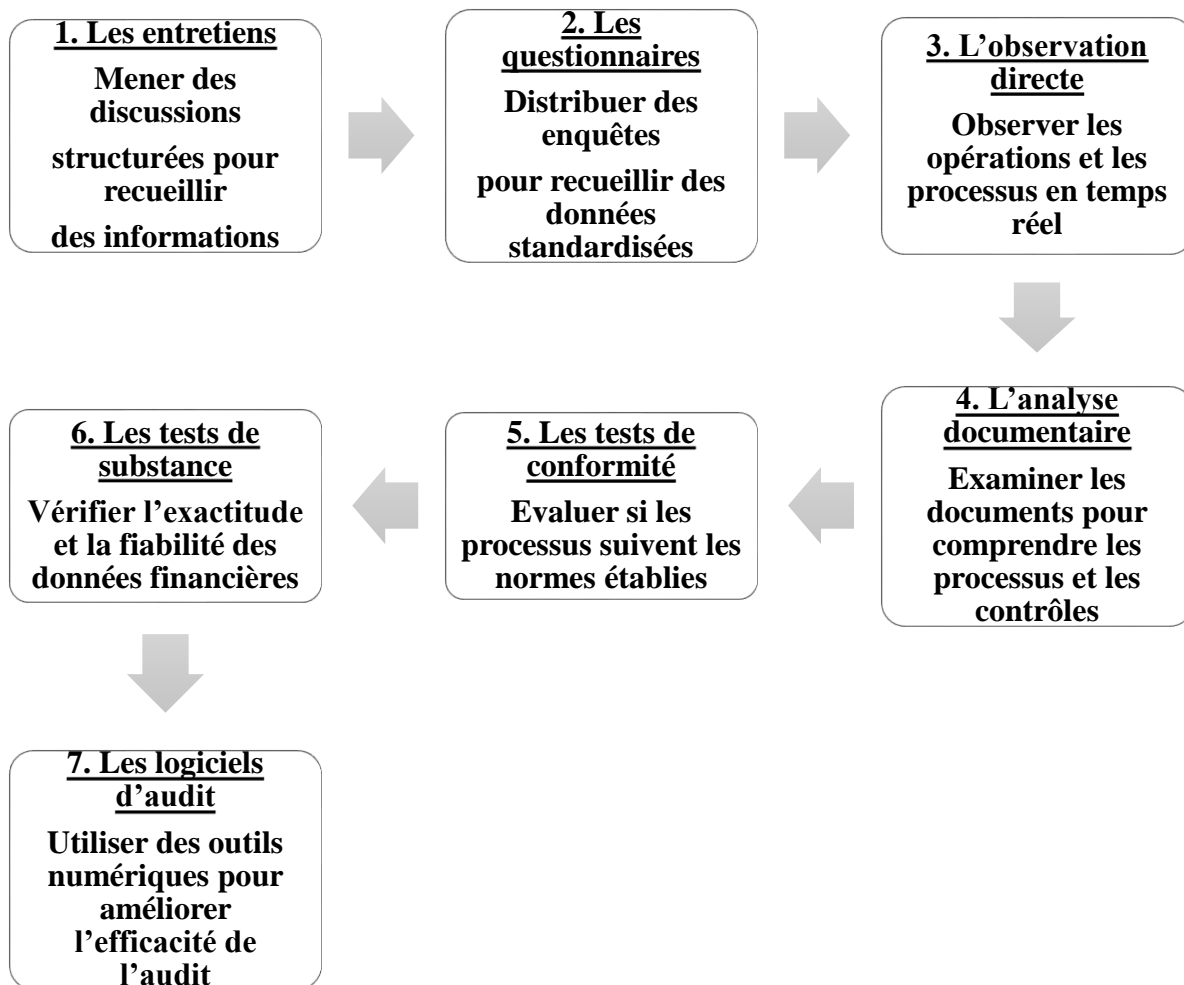 1. Les entretiens
Mener des
discussions
structurées pour
recueillir
des informations
2. Les
questionnaires
Distribuer des
enquêtes
pour recueillir des
données
standardisées
3. L’observation
directe
Observer les
opérations et les
processus en temps
réel
4. L’analyse
documentaire
Examiner les
documents pour
comprendre les
processus et les
contrôles
5. Les tests de
conformité
Evaluer si les
processus suivent les
normes établies
6. Les tests de
substance
Vérifier l’exactitude
et la fiabilité des
données financières
7. Les logiciels
d’audit
Utiliser des outils
numériques pour
améliorer
l’efficacité de
l’audit